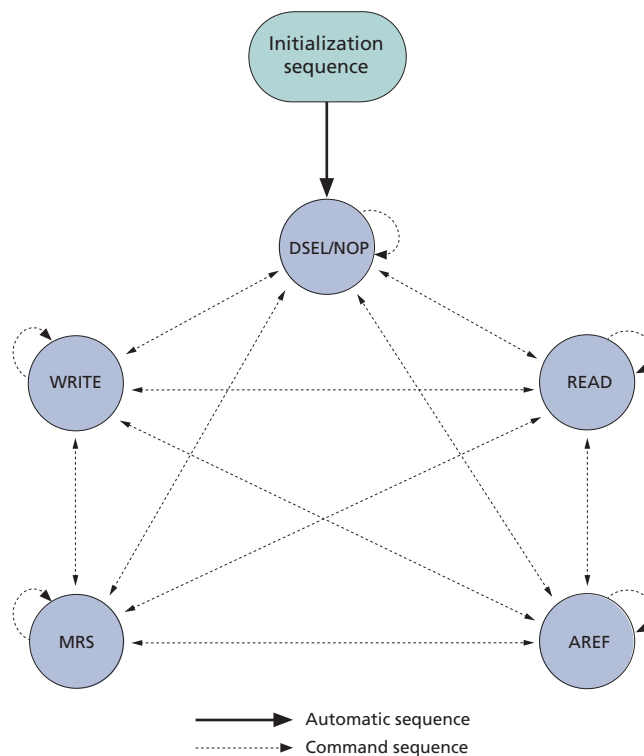 Initialization
sequence
DSEL/NOP
WRITE
READ
MRS
AREF
Automatic sequence
Command sequence